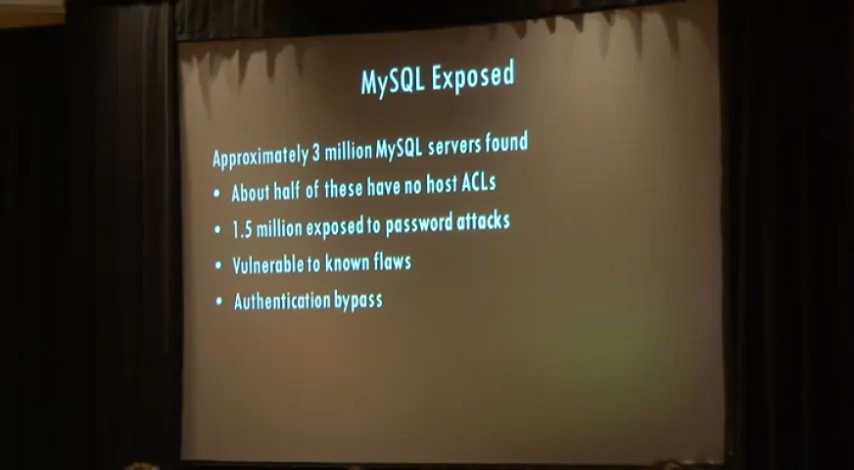 MySQL Exposed
Approximately 3 million MySQL servers found
• About half of these have no host ACLs
• 1.5 million exposed to password attacks
• Vulnerable to known flaws
• Authentication bypass